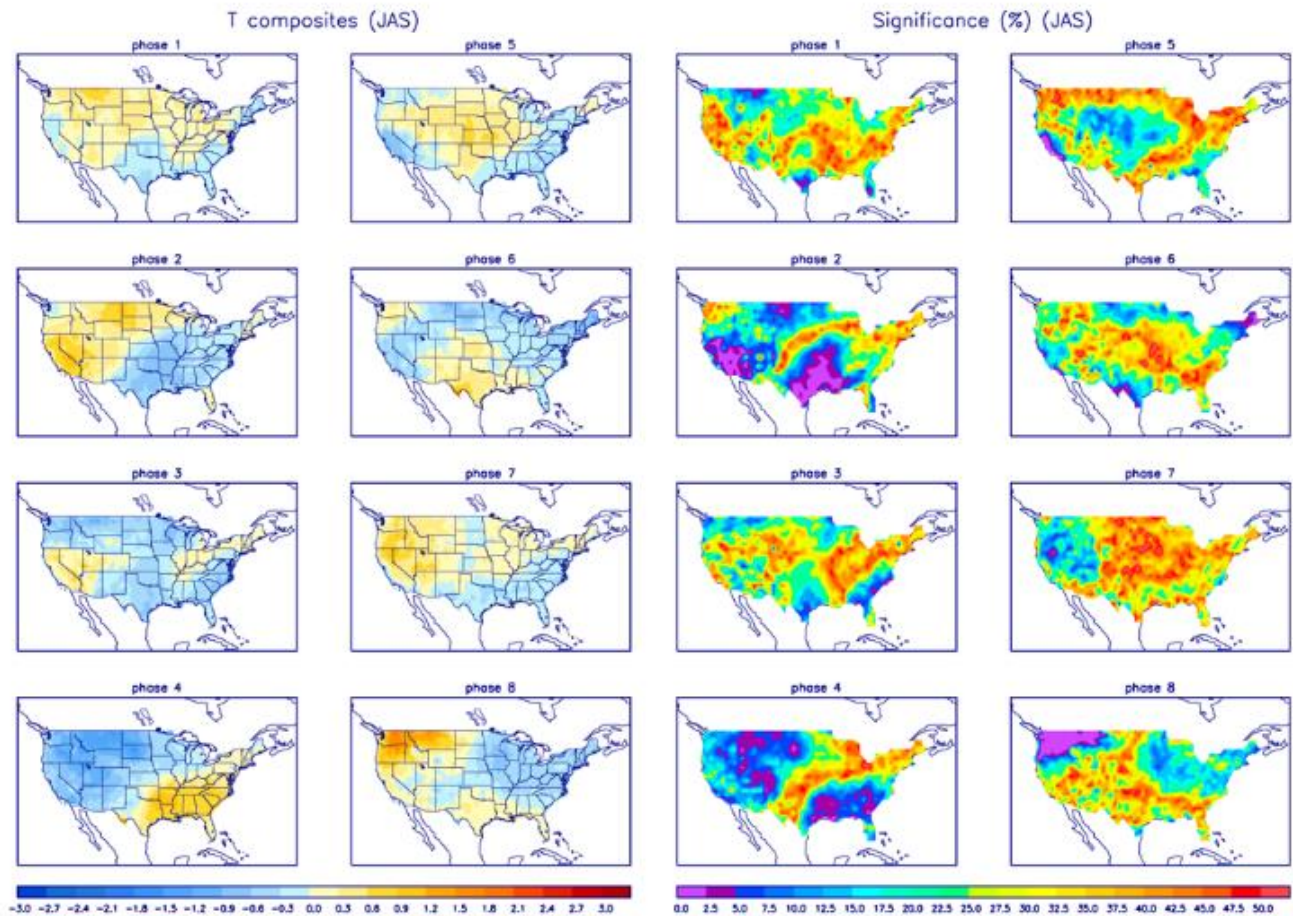 T composites (JAS)
Significance (%) (JAS)
phase 1
phase 5
phase 1
phase 5
phase 2
phase 6
phase 2
phase 6
phase 3
phase 7
phase 3
phase 7
phase 4
phase 8
phase 4
phase 8
-3.0 -2.7 -2.4 -2.1 -1.8 -1.5 -1.2 -0.9 -0.6 -0.3 0.0 0.3 0.6 0.9 1.2 1.5 1.8 2.1 2.4 2.7 3.0
0.0 2.5 5.0 7.5 10.0 12.5 15.0 17.5 20.0 22.5 25.0 27.5 30.0 32.5 35.0 37.5 40.0 42.5 45.0 47.5 50.0